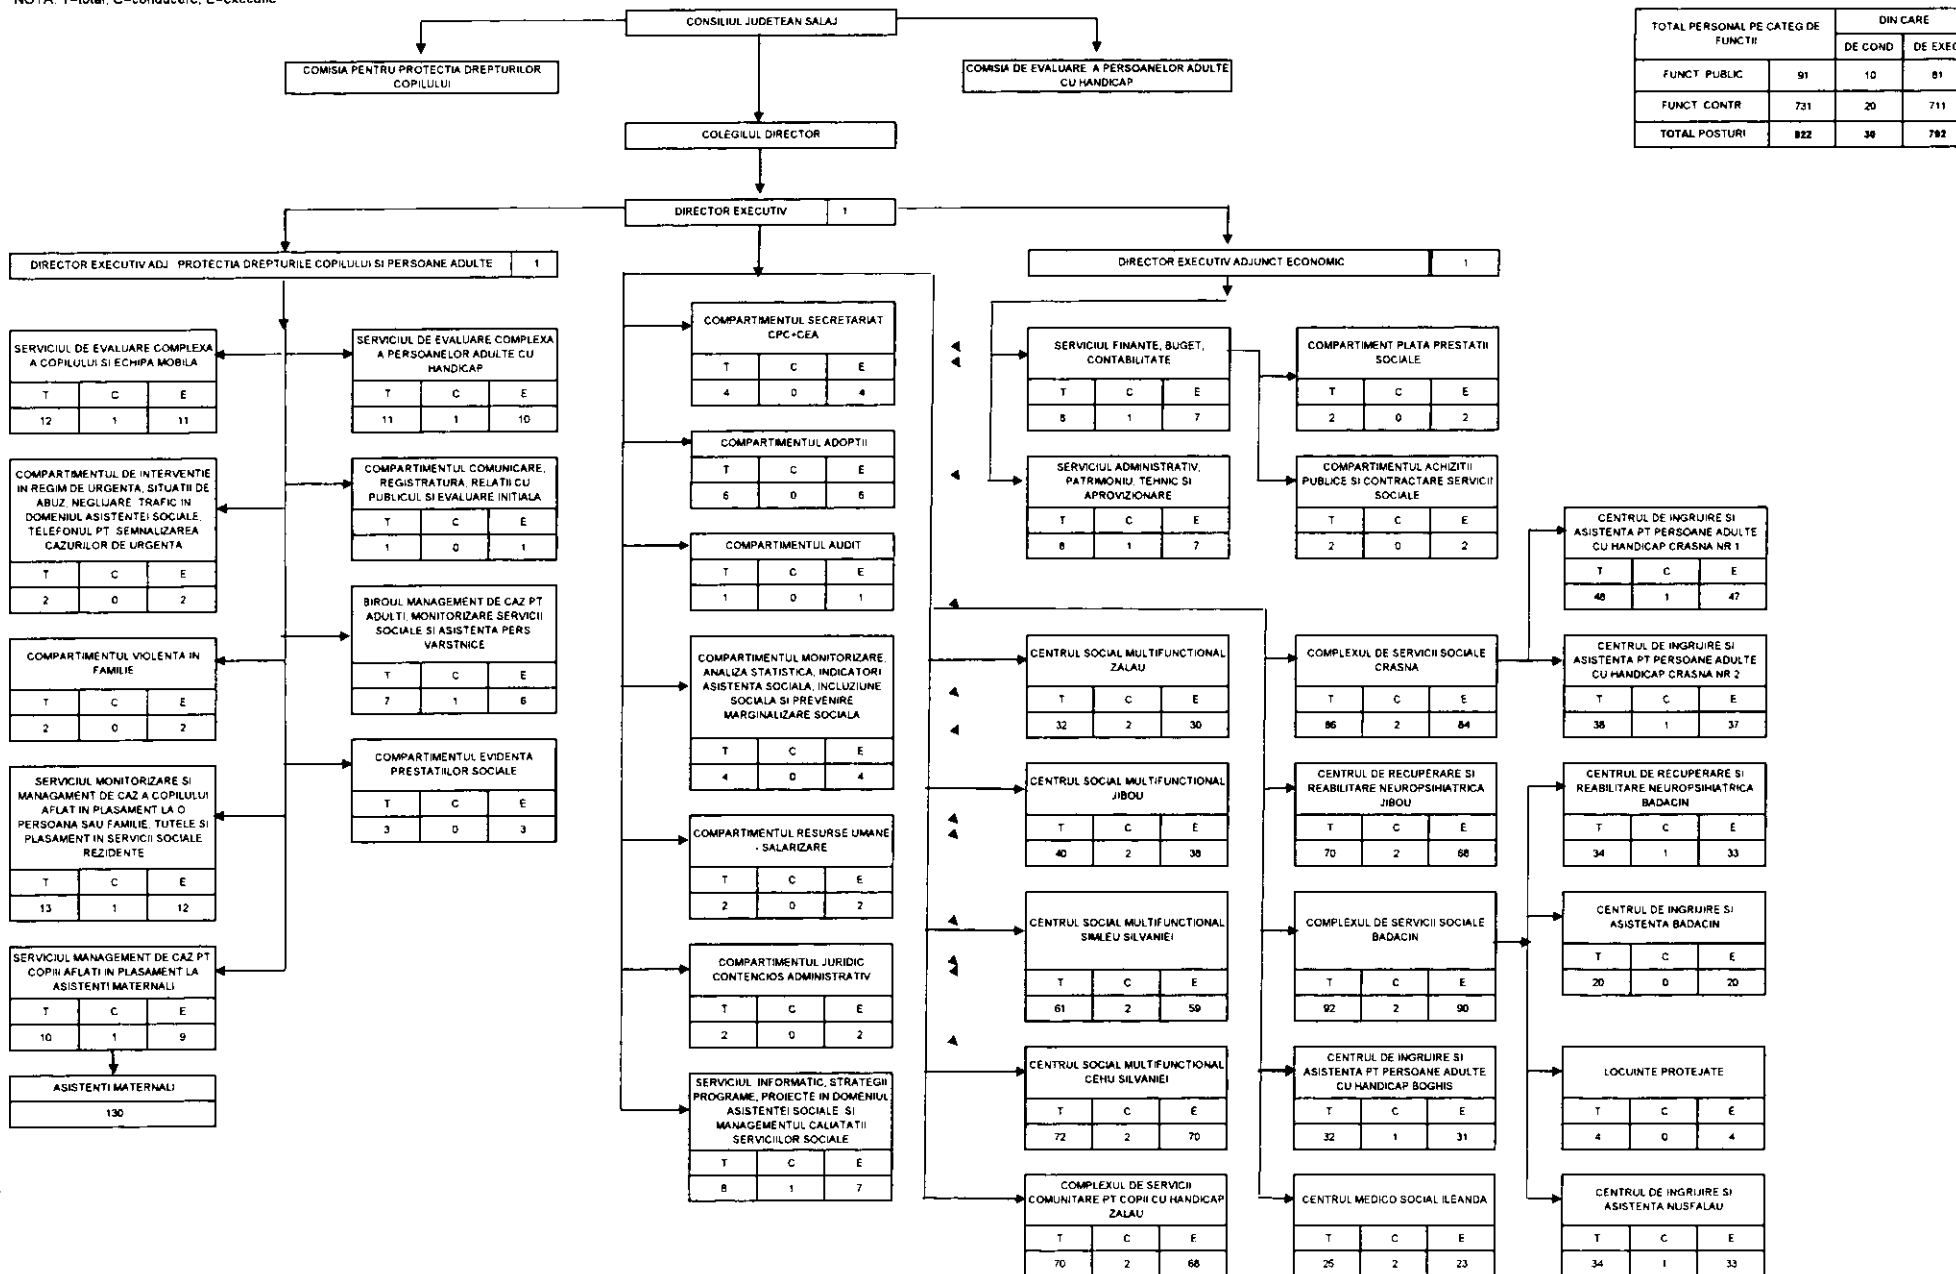 NOTA: T=total, C=conducere, E=executie
CONSILIUL JUDETEAN SALAJ
COMISIA PENTRU PROTECTIA DREPTURILOR
COPILULUI
COMISIA DE EVALUARE A PERSOANELOR ADULTE
CU HANDICAP
TOTAL PERSONAL PE CATEG DE
FUNCTII
DIN CARE
DE COND DE EXEC
FUNCT PUBLIC 91 10 81
FUNCT CONTR 731 20 711
TOTAL POSTURI 822 30 792
COLEGIUL DIRECTOR
DIRECTOR EXECUTIV 1
DIRECTOR EXECUTIV ADJ PROTECTIA DREPTURILE COPILULUI SI PERSOANE ADULTE 1
DIRECTOR EXECUTIV ADJUNCT ECONOMIC 1
SERVICIUL DE EVALUARE COMPLEXA
A COPILULUI SI ECHIPA MOBILA
T C E
12 1 11
COMPARTIMENTUL DE INTERVENTIE
IN REGIM DE URGENTA, SITUATII DE
ABUZ, NEGLIJARE, TRAFIC IN
DOMENIUL ASISTENTEI SOCIALE,
TELEFONUL PT SEMNALIZAREA
CAZURILOR DE URGENTA
T C E
2 0 2
COMPARTIMENTUL VIOLENTA IN
FAMILIE
T C E
2 0 2
SERVICIUL MONITORIZARE SI
MANAGAMENT DE CAZ A COPILULUI
AFLAT IN PLASAMENT LA O
PERSOANA SAU FAMILIE, TUTELE SI
PLASAMENT IN SERVICII SOCIALE
REZIDENTE
T C E
13 1 12
SERVICIUL MANAGEMENT DE CAZ PT
COPIII AFLATI IN PLASAMENT LA
ASISTENTI MATERNALI
T C E
10 1 9
ASISTENTI MATERNALI
130
SERVICIUL DE EVALUARE COMPLEXA
A PERSOANELOR ADULTE CU
HANDICAP
T C E
11 1 10
COMPARTIMENTUL COMUNICARE,
REGISTRATURA, RELATII CU
PUBLICUL SI EVALUARE INITIALA
T C E
1 0 1
BIROUL MANAGEMENT DE CAZ PT
ADULTI, MONITORIZARE SERVICII
SOCIALE SI ASISTENTA PERS
VARSTNICE
T C E
7 1 6
COMPARTIMENTUL EVIDENTA
PRESTATIILOR SOCIALE
T C E
3 0 3
COMPARTIMENTUL SECRETARIAT
CPC+CEA
T C E
4 0 4
COMPARTIMENTUL ADOPTII
T C E
6 0 6
COMPARTIMENTUL AUDIT
T C E
1 0 1
COMPARTIMENTUL MONITORIZARE,
ANALIZA STATISTICA, INDICATORI
ASISTENTA SOCIALA, INCLUZIUNE
SOCIALA SI PREVENIRE
MARGINALIZARE SOCIALA
T C E
4 0 4
COMPARTIMENTUL RESURSE UMANE
- SALARIZARE
T C E
2 0 2
COMPARTIMENTUL JURIDIC
CONTENCIOS ADMINISTRATIV
T C E
2 0 2
SERVICIUL INFORMATIC, STRATEGII
PROGRAME, PROIECTE IN DOMENIUL
ASISTENTEI SOCIALE SI
MANAGEMENTUL CALIATATII
SERVICIILOR SOCIALE
T C E
8 1 7
SERVICIUL FINANTE, BUGET,
CONTABILITATE
T C E
8 1 7
SERVICIUL ADMINISTRATIV,
PATRIMONIU, TEHNIC SI
APROVIZIONARE
T C E
8 1 7
CENTRUL SOCIAL MULTIFUNCTIONAL
ZALAU
T C E
32 2 30
CENTRUL SOCIAL MULTIFUNCTIONAL
JIBOU
T C E
40 2 38
CENTRUL SOCIAL MULTIFUNCTIONAL
SIMLEU SILVANIEI
T C E
61 2 59
CENTRUL SOCIAL MULTIFUNCTIONAL
CEHU SILVANIEI
T C E
72 2 70
COMPLEXUL DE SERVICII
COMUNITARE PT COPII CU HANDICAP
ZALAU
T C E
70 2 68
COMPARTIMENT PLATA PRESTATII
SOCIALE
T C E
2 0 2
COMPARTIMENTUL ACHIZITII
PUBLICE SI CONTRACTARE SERVICII
SOCIALE
T C E
2 0 2
COMPLEXUL DE SERVICII SOCIALE
CRASNA
T C E
86 2 84
CENTRUL DE RECUPERARE SI
REABILITARE NEUROPSIHIATRICA
JIBOU
T C E
70 2 68
COMPLEXUL DE SERVICII SOCIALE
BADACIN
T C E
92 2 90
CENTRUL DE INGRIJIRE SI
ASISTENTA PT PERSOANE ADULTE
CU HANDICAP BOGHIS
T C E
32 1 31
CENTRUL MEDICO SOCIAL ILEANDA
T C E
25 2 23
CENTRUL DE INGRIJIRE SI
ASISTENTA PT PERSOANE ADULTE
CU HANDICAP CRASNA NR 1
T C E
48 1 47
CENTRUL DE INGRIJIRE SI
ASISTENTA PT PERSOANE ADULTE
CU HANDICAP CRASNA NR 2
T C E
38 1 37
CENTRUL DE RECUPERARE SI
REABILITARE NEUROPSIHIATRICA
BADACIN
T C E
34 1 33
CENTRUL DE INGRIJIRE SI
ASISTENTA BADACIN
T C E
20 0 20
LOCUINTE PROTEJATE
T C E
4 0 4
CENTRUL DE INGRIJIRE SI
ASISTENTA NUSFALAU
T C E
34 1 33